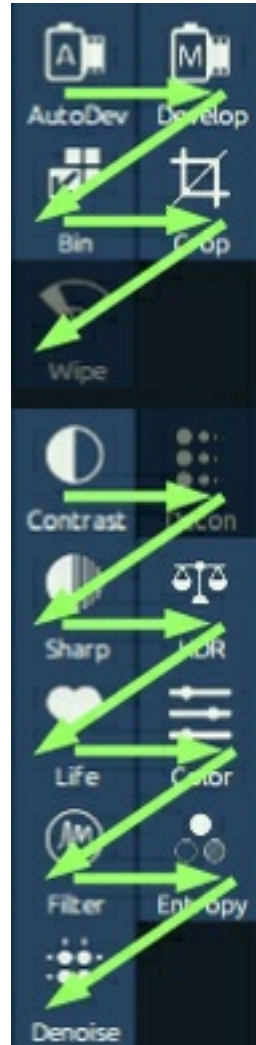 A M
AutoDev Develop
Bin Crop
Wipe
Contrast Decon
Sharp HDR
Life Color
Filter Entropy
Denoise